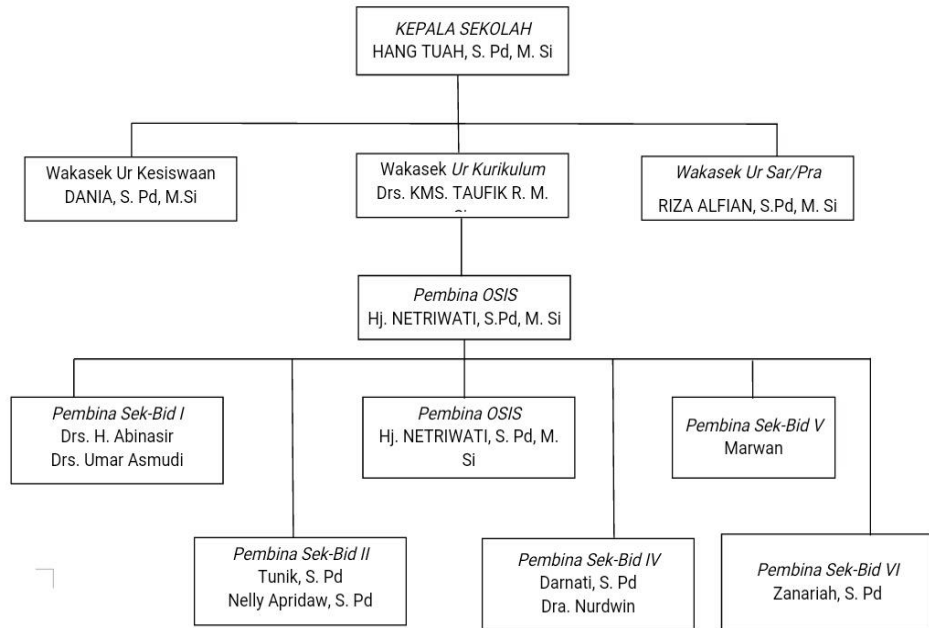 KEPALA SEKOLAH
HANG TUAH, S. Pd, M. Si
Wakasek Ur Kesiswaan
DANIA, S. Pd, M.Si
Wakasek Ur Kurikulum
Drs. KMS. TAUFIK R. M.
Wakasek Ur Sar/Pra
RIZA ALFIAN, S.Pd, M. Si
Pembina OSIS
Hj. NETRIWATI, S.Pd, M. Si
Pembina Sek-Bid I
Drs. H. Abinasir
Drs. Umar Asmudi
Pembina OSIS
Hj. NETRIWATI, S. Pd, M.
Si
Pembina Sek-Bid V
Marwan
Pembina Sek-Bid II
Tunik, S. Pd
Nelly Apridaw, S. Pd
Pembina Sek-Bid IV
Darnati, S. Pd
Dra. Nurdwin
Pembina Sek-Bid VI
Zanariah, S. Pd